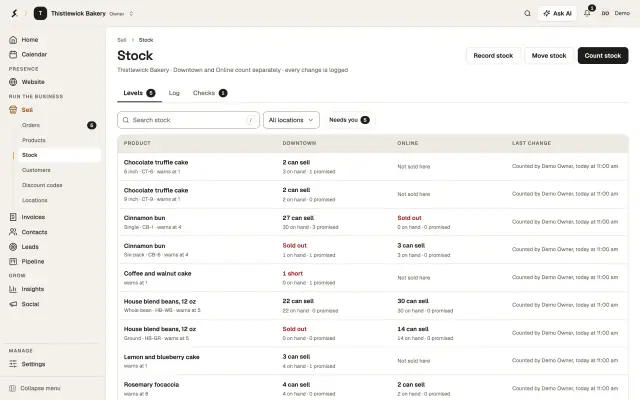 T Thistlewick Bakery Owner
Ask AI
1
DO Demo
Home
Calendar
PRESENCE
Website
RUN THE BUSINESS
Sell
Orders 6
Products
Stock
Customers
Discount codes
Locations
Invoices
Contacts
Leads
Pipeline
GROW
Insights
Social
MANAGE
Settings
Collapse menu
Sell › Stock
Stock
Thistlewick Bakery · Downtown and Online count separately · every change is logged
Record stock
Move stock
Count stock
Levels 5
Log
Checks 1
Search stock /
All locations
Needs you 5
PRODUCT DOWNTOWN ONLINE LAST CHANGE
Chocolate truffle cake 2 can sell Not sold here Counted by Demo Owner, today at 11:00 am
6 inch · CT-6 · warns at 1 3 on hand · 1 promised
Chocolate truffle cake 2 can sell Not sold here Counted by Demo Owner, today at 11:00 am
9 inch · CT-9 · warns at 1 2 on hand · 0 promised
Cinnamon bun 27 can sell Sold out Counted by Demo Owner, today at 11:00 am
Single · CB-1 · warns at 4 30 on hand · 3 promised 0 on hand · 0 promised
Cinnamon bun Sold out 3 can sell Counted by Demo Owner, today at 11:00 am
Six pack · CB-6 · warns at 4 1 on hand · 1 promised 3 on hand · 0 promised
Coffee and walnut cake 1 short Not sold here Counted by Demo Owner, today at 11:00 am
warns at 1 0 on hand · 1 promised
House blend beans, 12 oz 22 can sell 30 can sell Counted by Demo Owner, today at 11:00 am
Whole bean · HB-WB · warns at 5 22 on hand · 0 promised 30 on hand · 0 promised
House blend beans, 12 oz Sold out 14 can sell Counted by Demo Owner, today at 11:00 am
Ground · HB-GR · warns at 5 0 on hand · 0 promised 14 on hand · 0 promised
Lemon and blueberry cake 3 can sell Not sold here Counted by Demo Owner, today at 11:00 am
warns at 1 4 on hand · 1 promised
Rosemary focaccia 4 can sell 2 can sell Counted by Demo Owner, today at 11:00 am
warns at 8 4 on hand · 0 promised 2 on hand · 0 promised